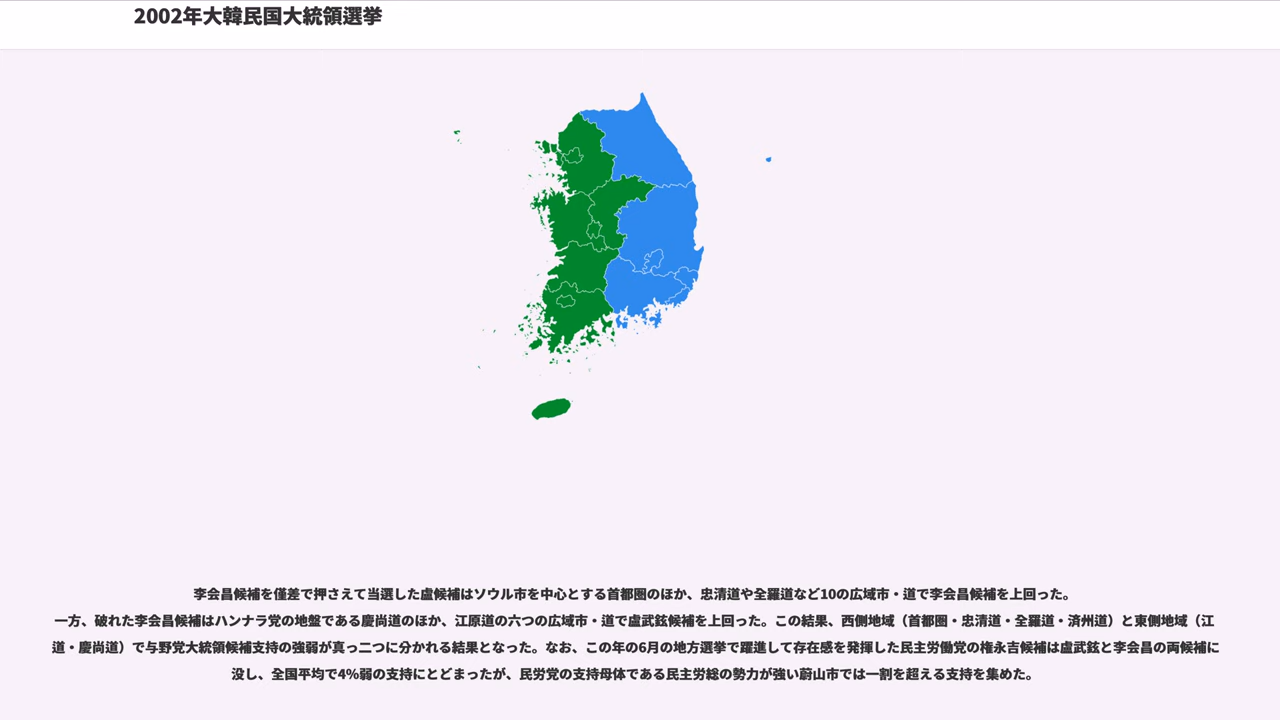 2002年大韓民国大統領選挙
李会昌候補を僅差で押さえて当選した盧候補はソウル市を中心とする首都圏のほか、忠清道や全羅道など10の広域市・道で李会昌候補を上回った。
一方、破れた李会昌候補はハンナラ党の地盤である慶尚道のほか、江原道の六つの広域市・道で盧武鉉候補を上回った。この結果、西側地域（首都圏・忠清道・全羅道・済州道）と東側地域（江
道・慶尚道）で与野党大統領候補支持の強弱が真っ二つに分かれる結果となった。なお、この年の6月の地方選挙で躍進して存在感を発揮した民主労働党の権永吉候補は盧武鉉と李会昌の両候補に
没し、全国平均で4%弱の支持にとどまったが、民労党の支持母体である民主労総の勢力が強い蔚山市では一割を超える支持を集めた。